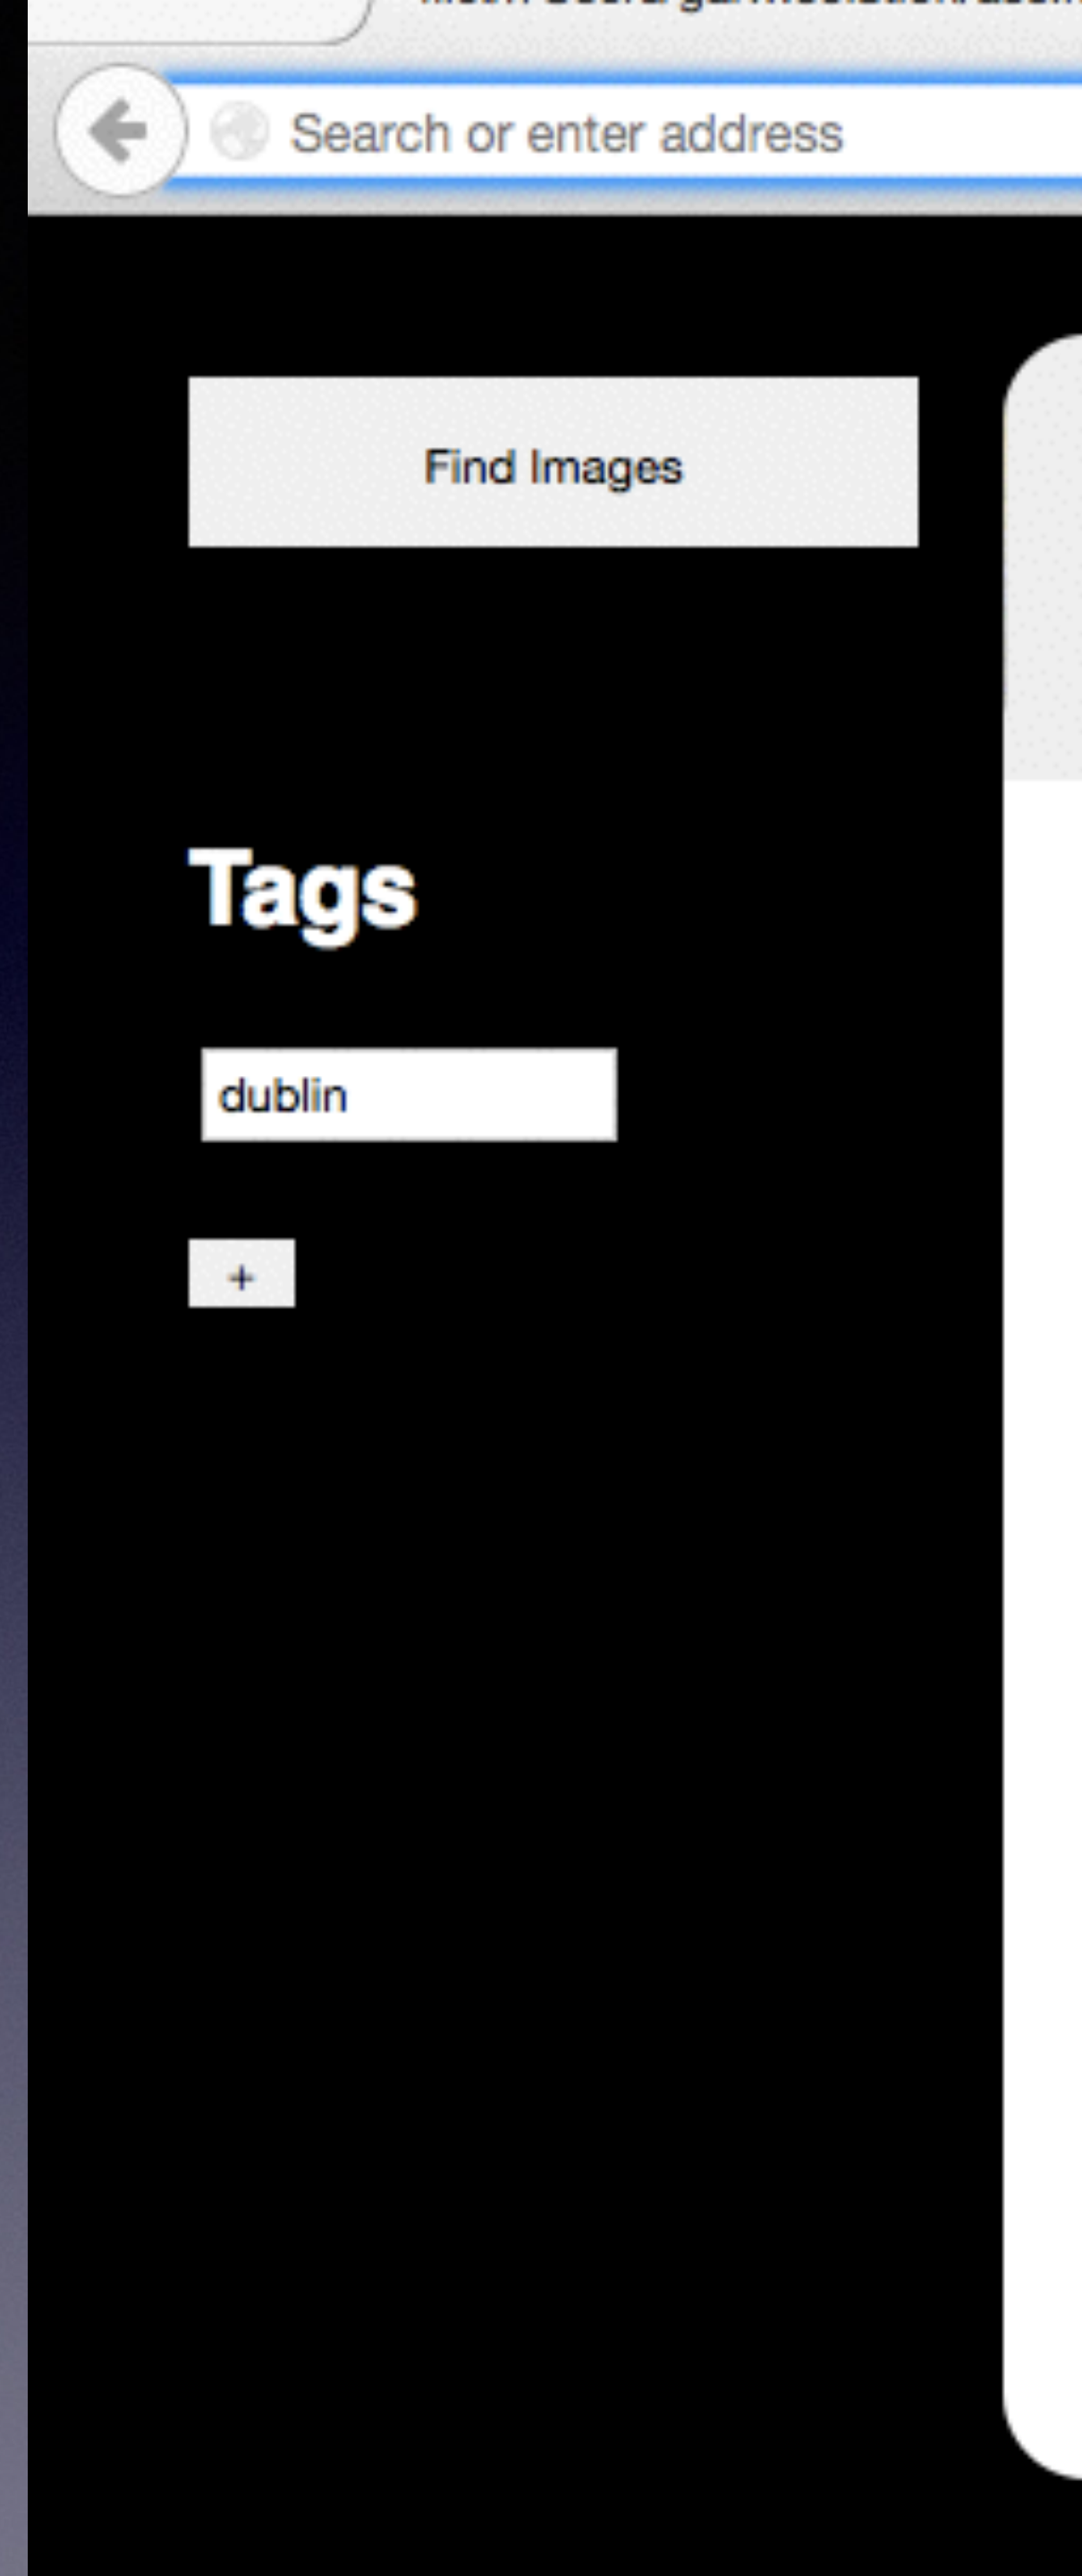 Search or enter address
Find Images
Tags
dublin
+